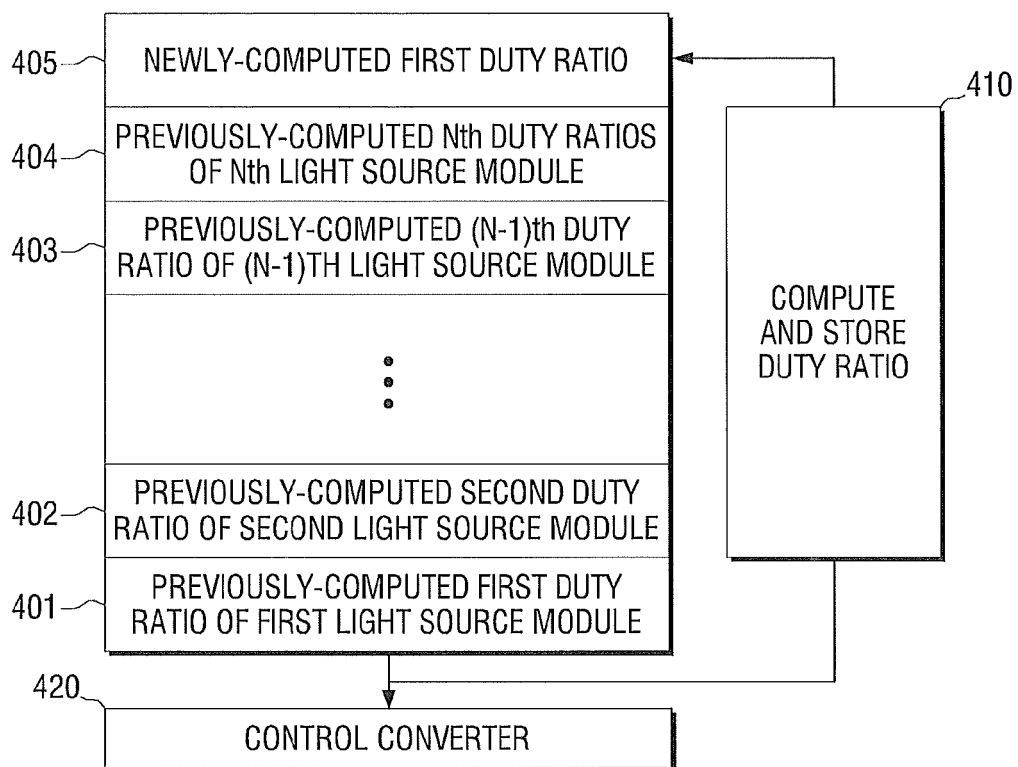 405
NEWLY-COMPUTED FIRST DUTY RATIO
410
404
PREVIOUSLY-COMPUTED Nth DUTY RATIOS
OF Nth LIGHT SOURCE MODULE
403
PREVIOUSLY-COMPUTED (N-1)th DUTY
RATIO OF (N-1)TH LIGHT SOURCE MODULE
COMPUTE
AND STORE
DUTY RATIO
402
PREVIOUSLY-COMPUTED SECOND DUTY
RATIO OF SECOND LIGHT SOURCE MODULE
401
PREVIOUSLY-COMPUTED FIRST DUTY
RATIO OF FIRST LIGHT SOURCE MODULE
420
CONTROL CONVERTER